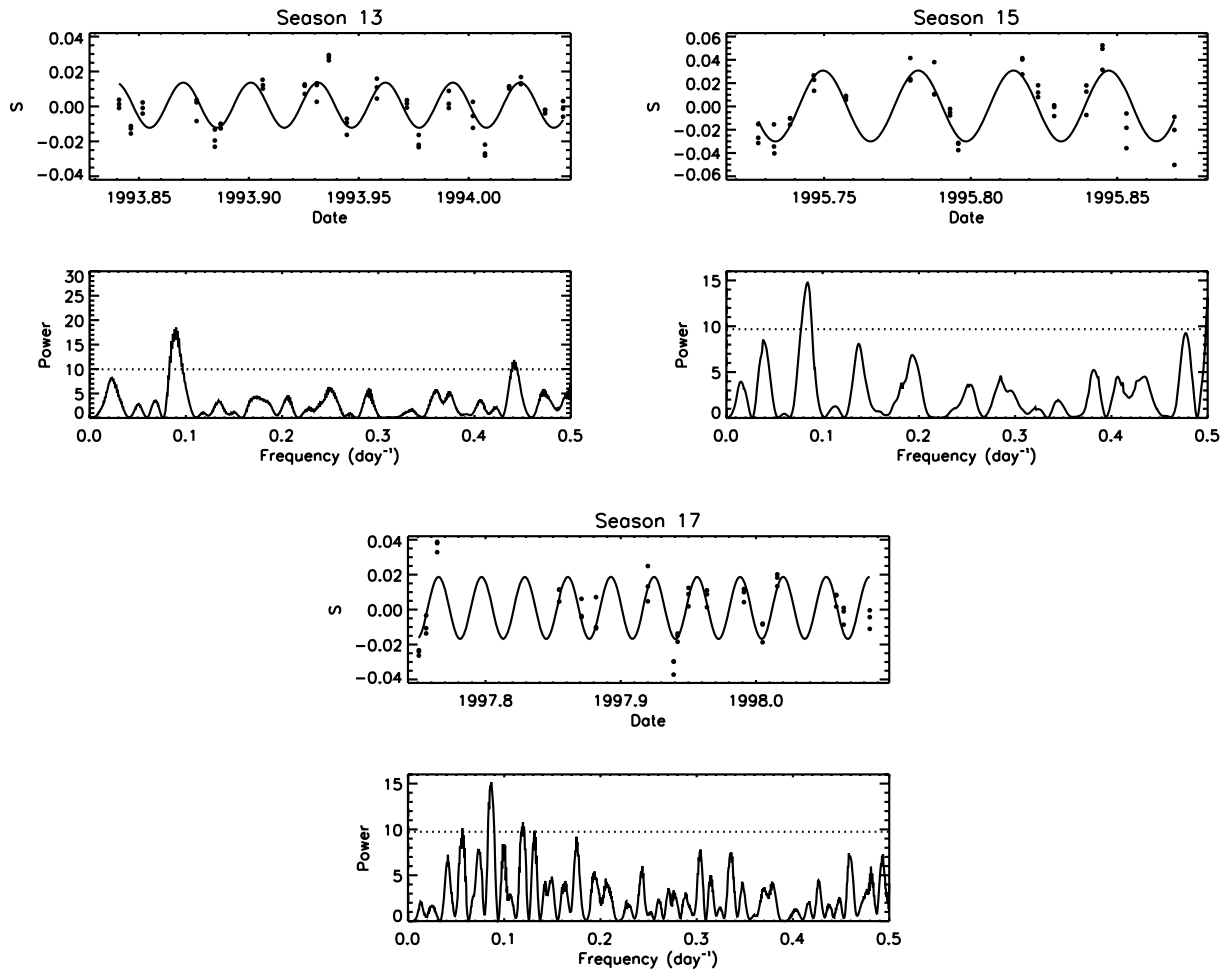 Season 13
0.04
0.02
0.00
−0.02
−0.04
S
1993.85 1993.90 1993.95 1994.00
Date
30
25
20
15
10
5
0
Power
0.0 0.1 0.2 0.3 0.4 0.5
Frequency (day⁻¹)
Season 15
0.06
0.04
0.02
0.00
−0.02
−0.04
−0.06
S
1995.75 1995.80 1995.85
Date
15
10
5
0
Power
0.0 0.1 0.2 0.3 0.4 0.5
Frequency (day⁻¹)
Season 17
0.04
0.02
0.00
−0.02
−0.04
S
1997.8 1997.9 1998.0
Date
15
10
5
0
Power
0.0 0.1 0.2 0.3 0.4 0.5
Frequency (day⁻¹)